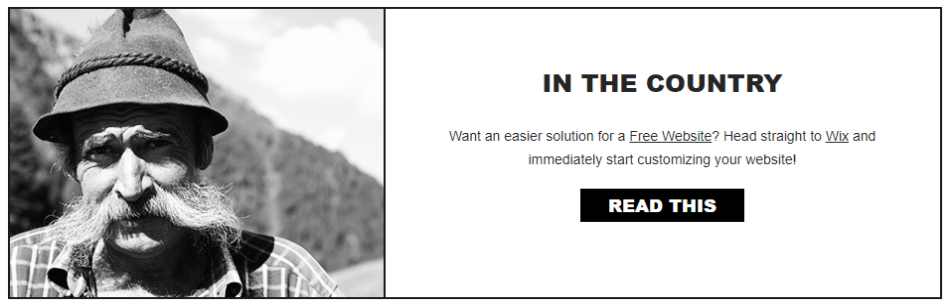 IN THE COUNTRY
Want an easier solution for a Free Website? Head straight to Wix and
immediately start customizing your website!
READ THIS